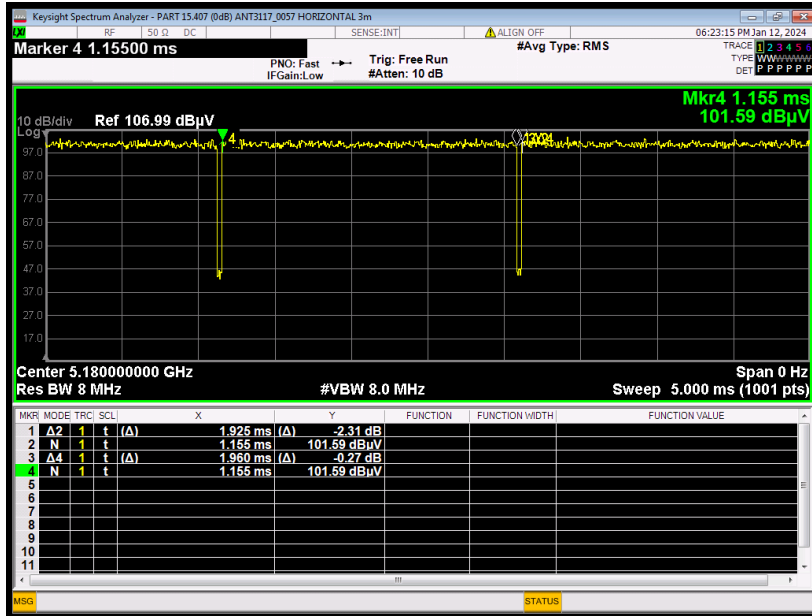 Keysight Spectrum Analyzer - PART 15.407 (0dB) ANT3117_0057 HORIZONTAL 3m
LXI RF 50 Ω DC SENSE:INT ALIGN OFF 06:23:15 PM Jan 12, 2024
Marker 4 1.15500 ms
#Avg Type: RMS
TRACE 1 2 3 4 5 6
TYPE WWWWWW
DET P P P P P P
PNO: Fast
IFGain:Low
Trig: Free Run
#Atten: 10 dB
Mkr4 1.155 ms
101.59 dBµV
10 dB/div
Log
Ref 106.99 dBµV
97.0
87.0
77.0
67.0
57.0
47.0
37.0
27.0
17.0
4
Center 5.180000000 GHz Span 0 Hz
Res BW 8 MHz #VBW 8.0 MHz Sweep 5.000 ms (1001 pts)
MKR MODE TRC SCL X Y FUNCTION FUNCTION WIDTH FUNCTION VALUE
1 Δ2 1 t (Δ) 1.925 ms (Δ) -2.31 dB
2 N 1 t 1.155 ms 101.59 dBµV
3 Δ4 1 t (Δ) 1.960 ms (Δ) -0.27 dB
4 N 1 t 1.155 ms 101.59 dBµV
5
6
7
8
9
10
11
MSG STATUS